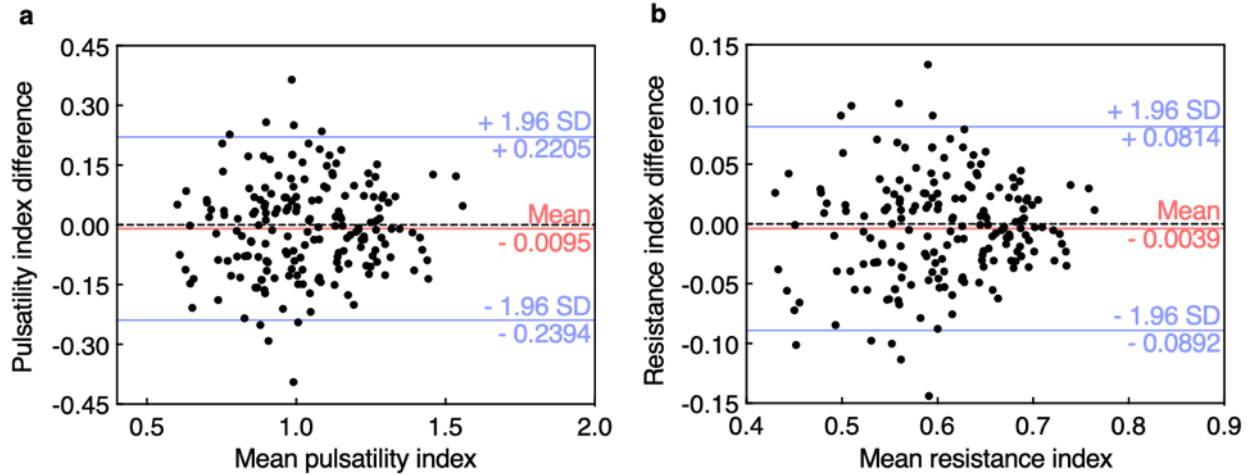 a
Pulsatility index difference
0.45
0.30
0.15
0.00
-0.15
-0.30
-0.45
+ 1.96 SD
+ 0.2205
Mean
- 0.0095
- 1.96 SD
- 0.2394
0.5 1.0 1.5 2.0
Mean pulsatility index
b
Resistance index difference
0.15
0.10
0.05
0.00
-0.05
-0.10
-0.15
+ 1.96 SD
+ 0.0814
Mean
- 0.0039
- 1.96 SD
- 0.0892
0.4 0.5 0.6 0.7 0.8 0.9
Mean resistance index